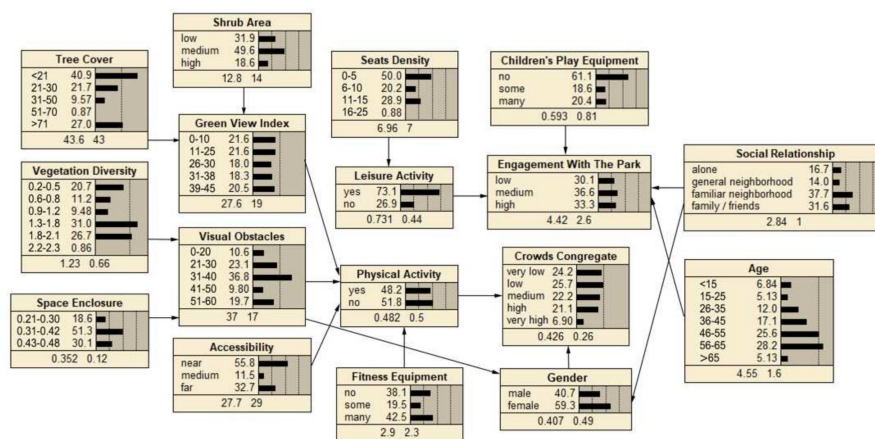 Shrub Area
low 31.9
medium 49.6
high 18.6
12.8 14
Tree Cover
<21 40.9
21-30 21.7
31-50 9.57
51-70 0.87
>71 27.0
43.6 43
Seats Density
0-5 50.0
6-10 20.2
11-15 28.9
16-25 0.88
6.96 7
Children's Play Equipment
no 61.1
some 18.6
many 20.4
0.593 0.81
Green View Index
0-10 21.6
11-25 21.6
26-30 18.0
31-38 18.3
39-45 20.5
27.6 19
Vegetation Diversity
0.2-0.5 20.7
0.6-0.8 11.2
0.9-1.2 9.48
1.3-1.8 31.0
1.8-2.1 26.7
2.2-2.3 0.86
1.23 0.66
Leisure Activity
yes 73.1
no 26.9
0.731 0.44
Engagement With The Park
low 30.1
medium 36.6
high 33.3
4.42 2.6
Social Relationship
alone 16.7
general neighborhood 14.0
familiar neighborhood 37.7
family / friends 31.6
2.84 1
Visual Obstacles
0-20 10.6
21-30 23.1
31-40 36.8
41-50 9.80
51-60 19.7
37 17
Physical Activity
yes 48.2
no 51.8
0.482 0.5
Crowds Congregate
very low 24.2
low 25.7
medium 22.2
high 21.1
very high 6.90
0.426 0.26
Age
<15 6.84
15-25 5.13
26-35 12.0
36-45 17.1
46-55 25.6
56-65 28.2
>65 5.13
4.55 1.6
Space Enclosure
0.21-0.30 18.6
0.31-0.42 51.3
0.43-0.48 30.1
0.352 0.12
Accessibility
near 55.8
medium 11.5
far 32.7
27.7 29
Fitness Equipment
no 38.1
some 19.5
many 42.5
2.9 2.3
Gender
male 40.7
female 59.3
0.407 0.49